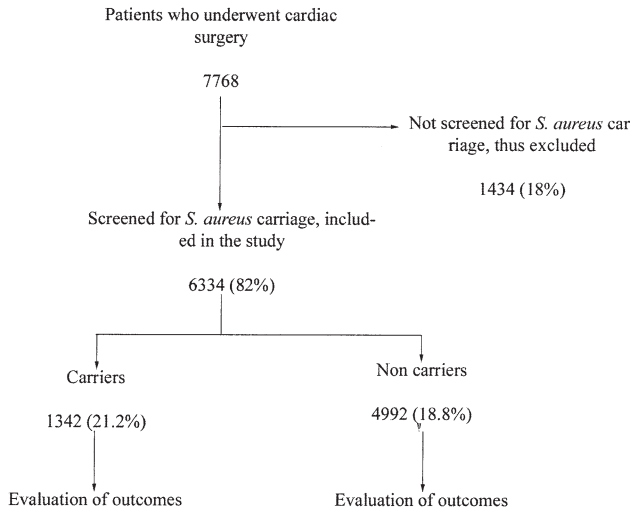 Patients who underwent cardiac
surgery
7768
Not screened for S. aureus car
riage, thus excluded
1434 (18%)
Screened for S. aureus carriage, includ-
ed in the study
6334 (82%)
Carriers
1342 (21.2%)
Non carriers
4992 (18.8%)
Evaluation of outcomes
Evaluation of outcomes